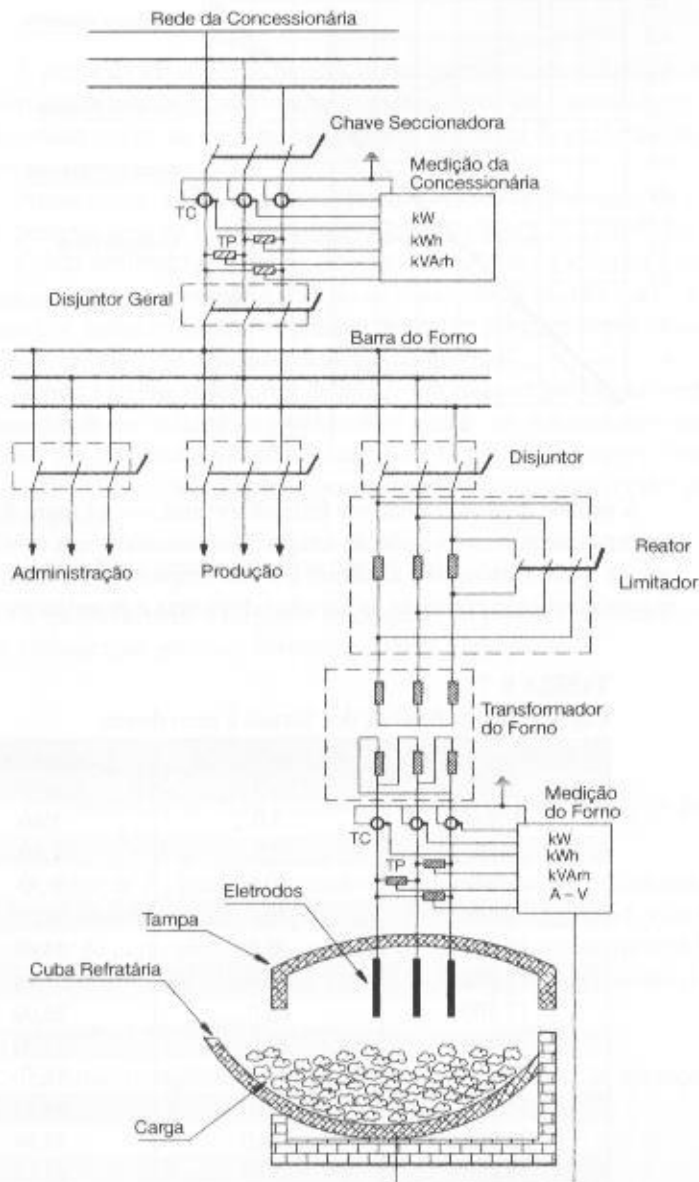 Rede da Concessionária
Chave Seccionadora
Medição da
Concessionária
TC
kW
TP
kWh
kVArh
Disjuntor Geral
Barra do Forno
Disjuntor
Reator
Limitador
Administração
Produção
Transformador
do Forno
Medição
do Forno
TC
kW
kWh
TP
kVArh
A – V
Eletrodos
Tampa
Cuba Refratária
Carga